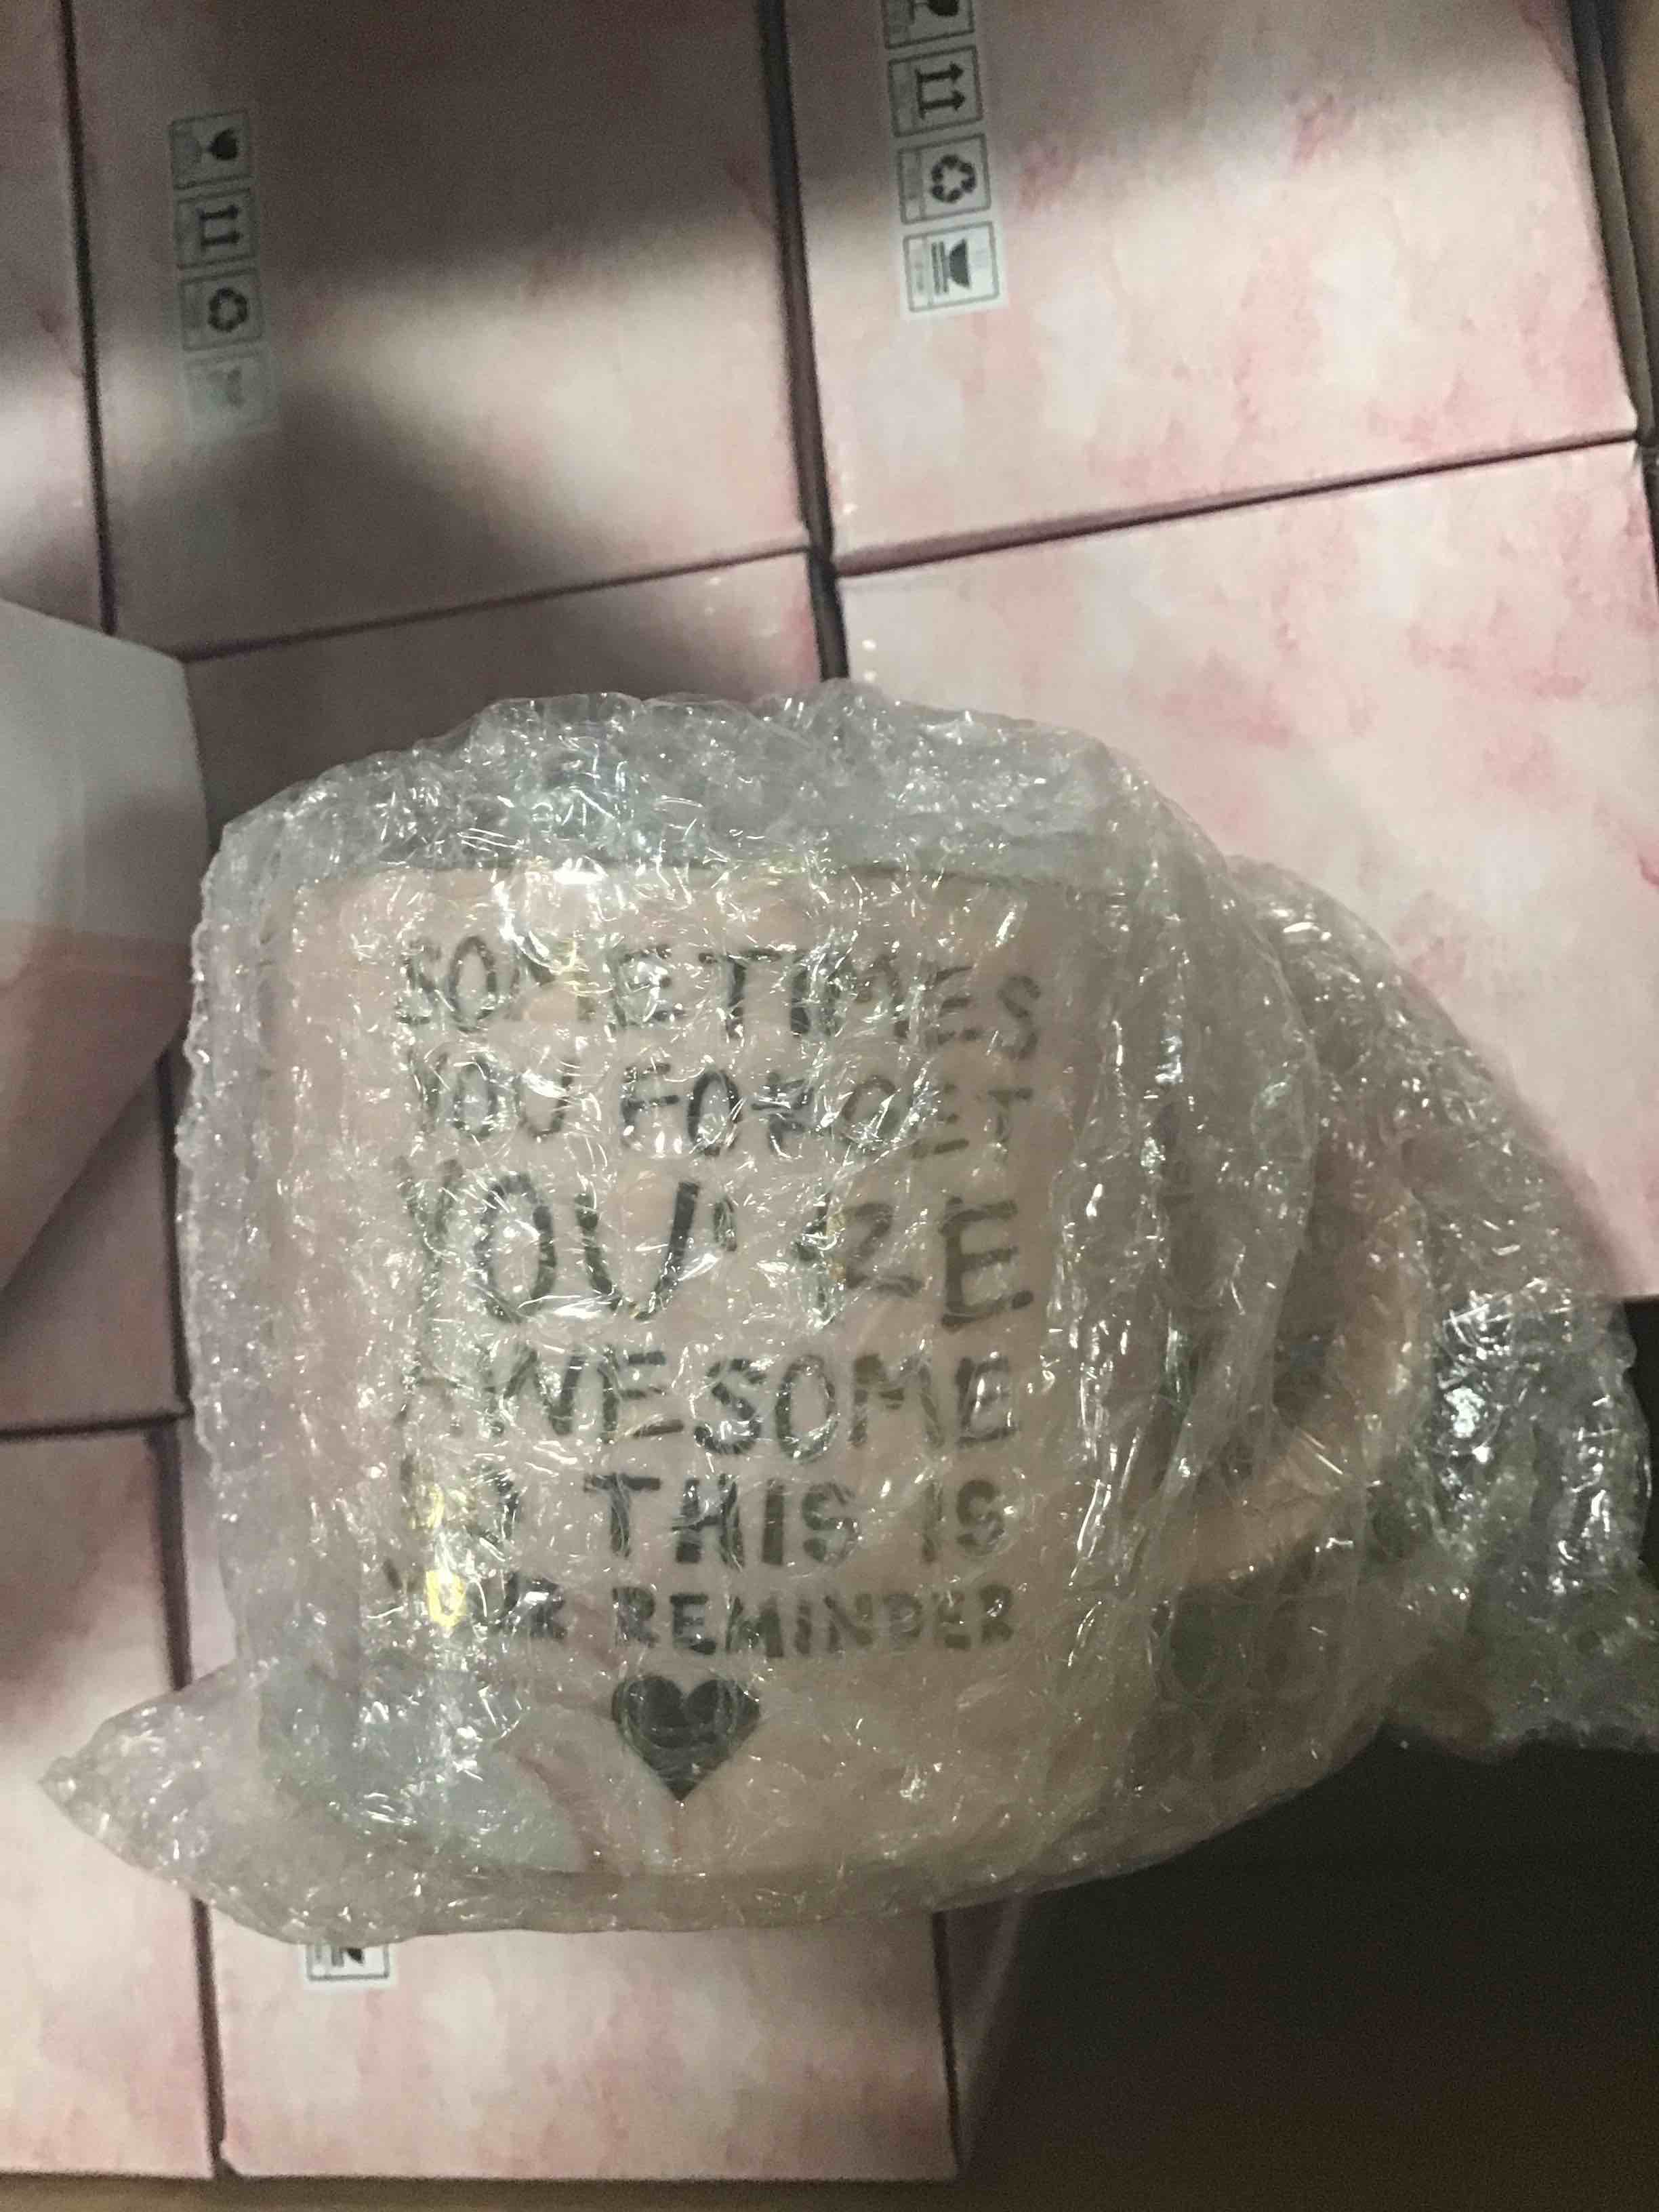 SOMETIMES
YOU FORGET
YOU'RE
AWESOME
SO THIS IS
YOUR REMINDER